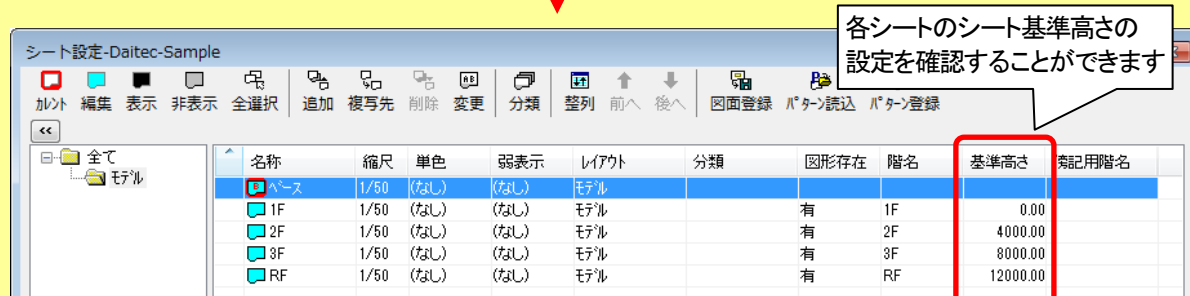 各シートのシート基準高さの
設定を確認することができます
シート設定-Daitec-Sample
ｶﾚﾝﾄ 編集 表示 非表示 全選択 追加 複写先 削除 変更 分類 整列 前へ 後へ 図面登録 ﾊﾟﾀｰﾝ読込 ﾊﾟﾀｰﾝ登録
<<
全て
ﾓﾃﾞﾙ
名称 縮尺 単色 弱表示 ﾚｲｱｳﾄ 分類 図形存在 階名 基準高さ 記用階名
ﾍﾞｰｽ 1/50 (なし) (なし) ﾓﾃﾞﾙ
1F 1/50 (なし) (なし) ﾓﾃﾞﾙ 有 1F 0.00
2F 1/50 (なし) (なし) ﾓﾃﾞﾙ 有 2F 4000.00
3F 1/50 (なし) (なし) ﾓﾃﾞﾙ 有 3F 8000.00
RF 1/50 (なし) (なし) ﾓﾃﾞﾙ 有 RF 12000.00